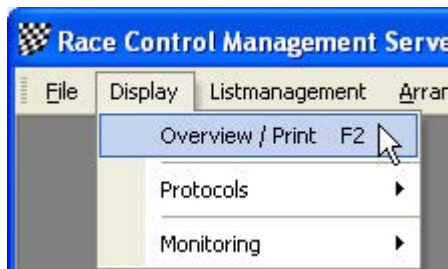 Race Control Management Serve
File Display Listmanagement Arran
Overview / Print F2
Protocols
Monitoring